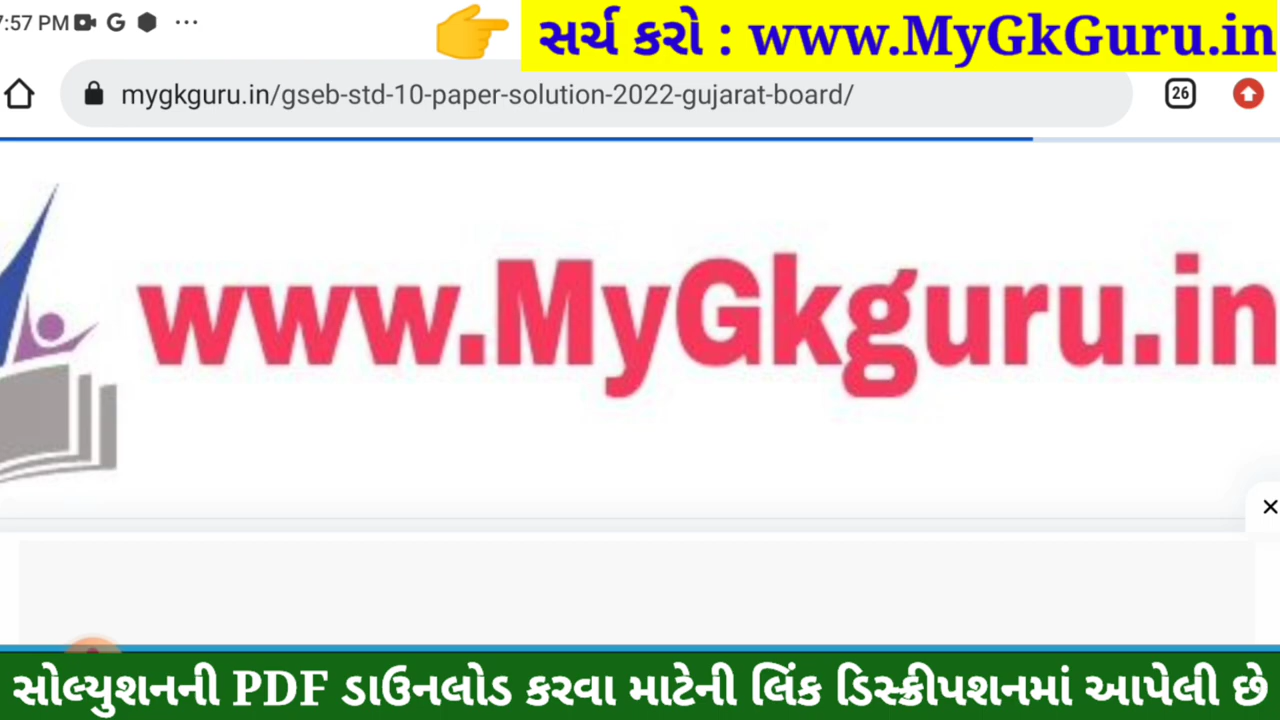 :57 PM G ...
સર્ચ કરો : www.MyGkGuru.in
mygkguru.in/gseb-std-10-paper-solution-2022-gujarat-board/
26
www.MyGkguru.in
સોલ્યુશનની PDF ડાઉનલોડ કરવા માટેની લિંક ડિસ્ક્રીપશનમાં આપેલી છે